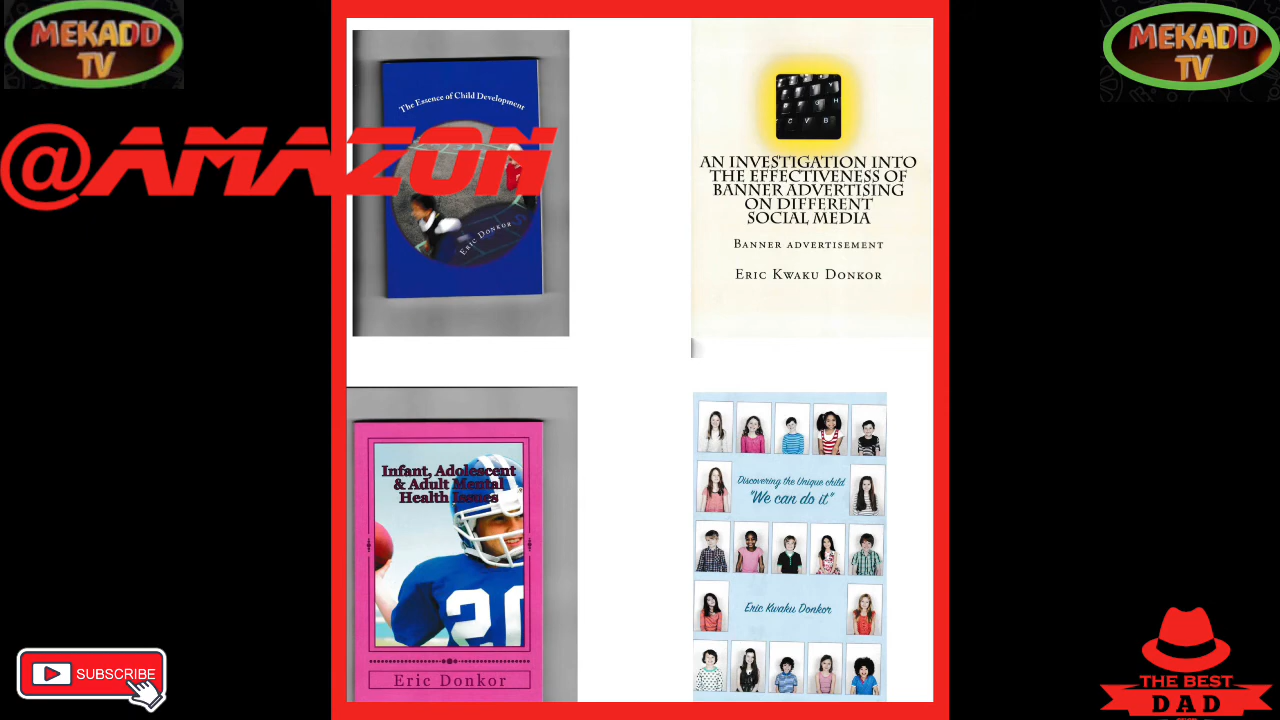 MEKADD
TV
MEKADD
TV
@AMAZON
The Essence of Child Development
Eric Donkor
Y
G H
C V B
AN INVESTIGATION INTO
THE EFFECTIVENESS OF
BANNER ADVERTISING
ON DIFFERENT
SOCIAL MEDIA
Banner advertisement
Eric Kwaku Donkor
Infant, Adolescent
& Adult Mental
Health Issues
20
Eric Donkor
Discovering the Unique child
"We can do it"
Eric Kwaku Donkor
SUBSCRIBE
THE BEST
DAD